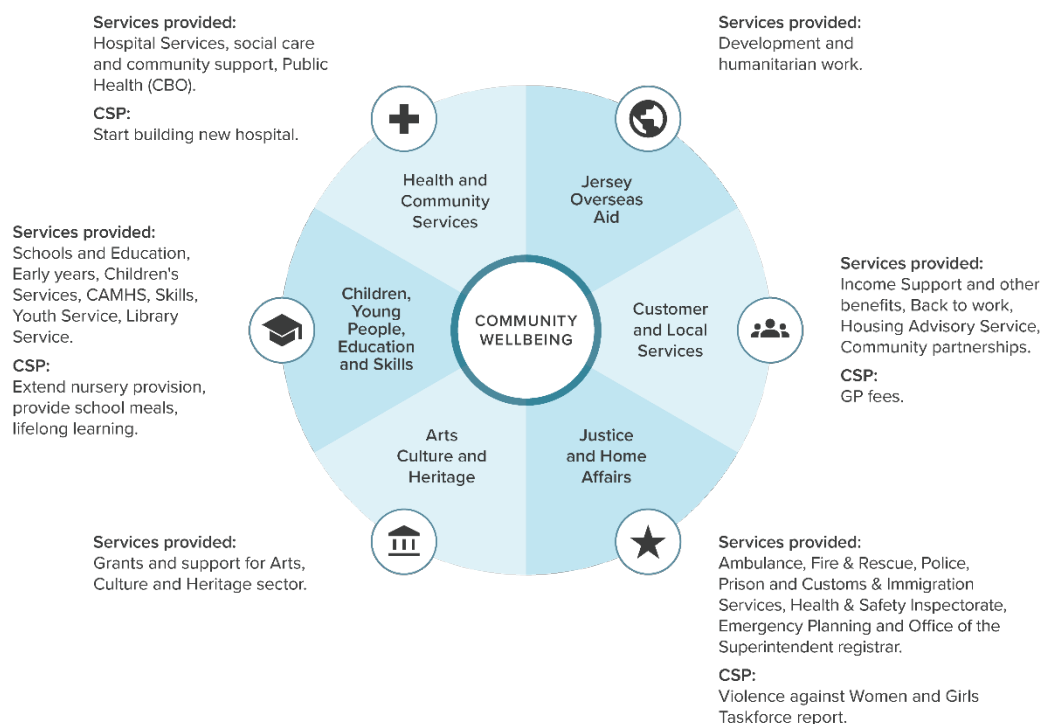 Services provided:
Hospital Services, social care
and community support, Public
Health (CBO).
CSP:
Start building new hospital.
Services provided:
Development and
humanitarian work.
Health and
Community
Services
Jersey
Overseas
Aid
Services provided:
Schools and Education,
Early years, Children's
Services, CAMHS, Skills,
Youth Service, Library
Service.
CSP:
Extend nursery provision,
provide school meals,
lifelong learning.
Children,
Young
People,
Education
and Skills
COMMUNITY
WELLBEING
Customer
and Local
Services
Services provided:
Income Support and other
benefits, Back to work,
Housing Advisory Service,
Community partnerships.
CSP:
GP fees.
Arts
Culture and
Heritage
Justice
and Home
Affairs
Services provided:
Grants and support for Arts,
Culture and Heritage sector.
Services provided:
Ambulance, Fire & Rescue, Police,
Prison and Customs & Immigration
Services, Health & Safety Inspectorate,
Emergency Planning and Office of the
Superintendent registrar.
CSP:
Violence against Women and Girls
Taskforce report.